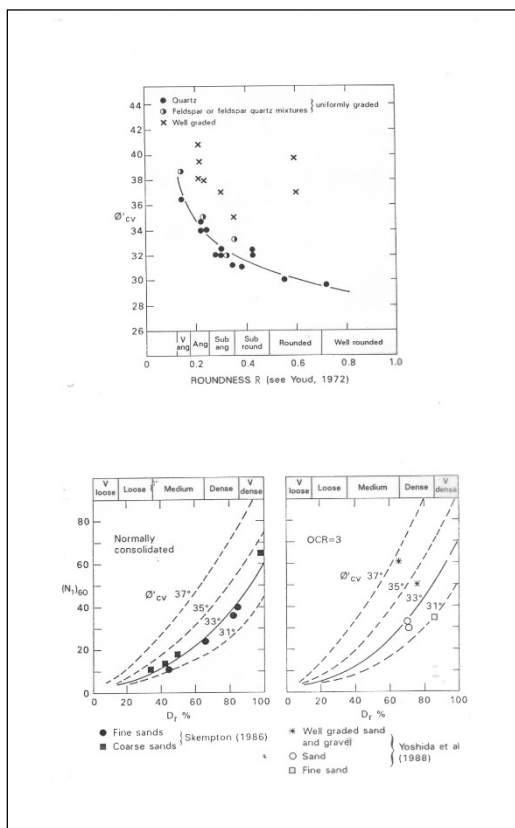 44
42
40
38
36
34
32
30
28
26
Ø'cv
● Quartz
◑ Feldspar or feldspar quartz mixtures } uniformly graded
× Well graded
V ang
Ang
Sub ang
Sub round
Rounded
Well rounded
0 0.2 0.4 0.6 0.8 1.0
ROUNDNESS R (see Youd, 1972)
V loose
Loose
Medium
Dense
V dense
80
60
(N₁)₆₀
40
20
0
Normally consolidated
Ø'cv 37°
35°
33°
31°
0 20 40 60 80 100
Dr %
● Fine sands
■ Coarse sands } Skempton (1986)
V loose
Loose
Medium
Dense
V dense
OCR=3
Ø'cv 37°
35°
33°
31°
0 20 40 60 80 100
Dr %
* Well graded sand and gravel
○ Sand
□ Fine sand
} Yoshida et al (1988)